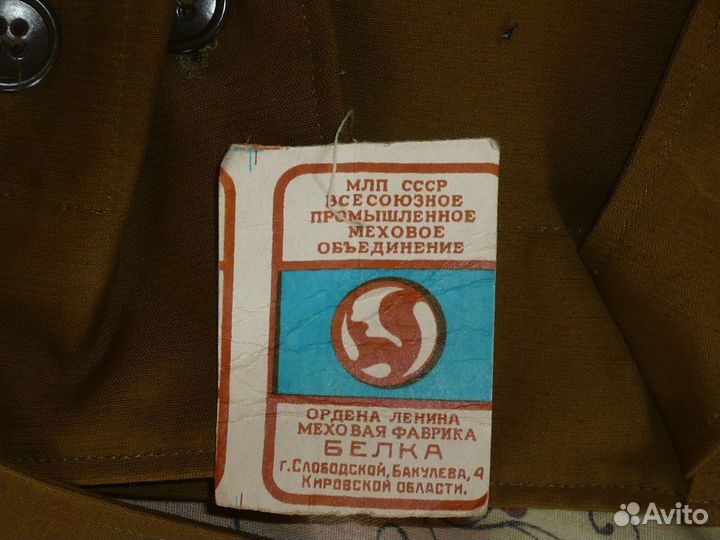 МЛП СССР
ВСЕСОЮЗНОЕ
ПРОМЫШЛЕННОЕ
МЕХОВОЕ
ОБЪЕДИНЕНИЕ
ОРДЕНА ЛЕНИНА
МЕХОВАЯ ФАБРИКА
БЕЛКА
г. СЛОБОДСКОЙ, БАКУЛЕВА, 4
КИРОВСКОЙ ОБЛАСТИ.
Avito